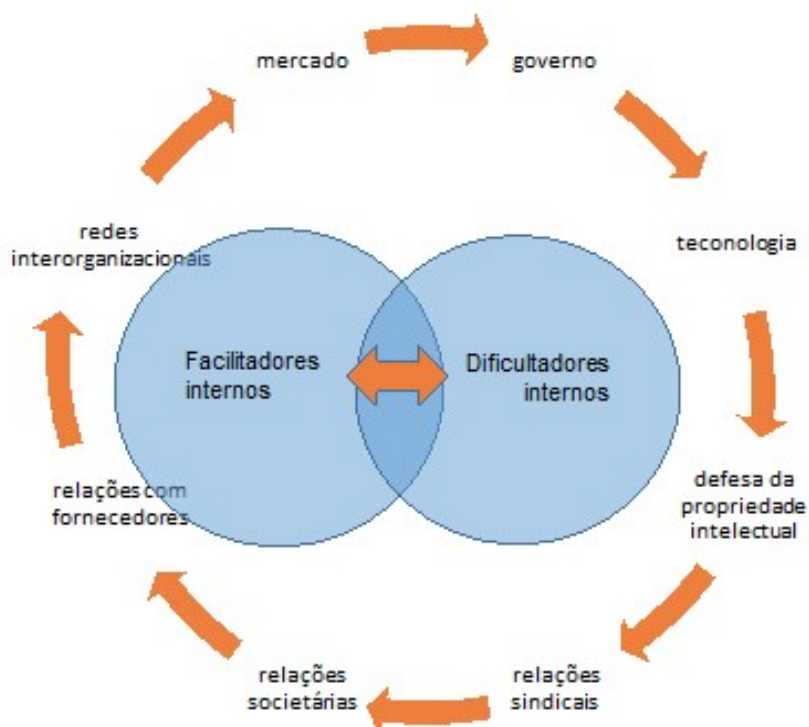 mercado
governo
redes
interorganizacionais
teconologia
Facilitadores
internos
Dificultadores
internos
relações com
fornecedores
defesa da
propriedade
intelectual
relações
societárias
relações
sindicais